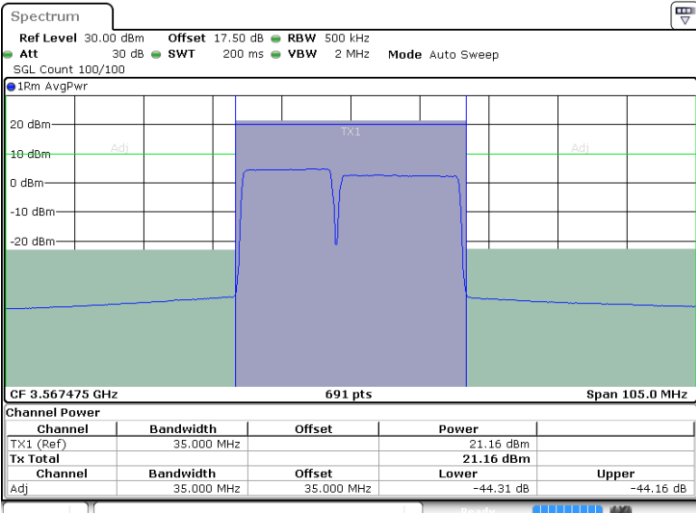 Spectrum
Ref Level 30.00 dBm Offset 17.50 dB RBW 500 kHz
Att 30 dB SWT 200 ms VBW 2 MHz Mode Auto Sweep
SGL Count 100/100
1Rm AvgPwr
20 dBm
TX1
Adj
Adj
10 dBm
0 dBm
-10 dBm
-20 dBm
CF 3.567475 GHz 691 pts Span 105.0 MHz
Channel Power
Channel Bandwidth Offset Power
TX1 (Ref) 35.000 MHz 21.16 dBm
Tx Total 21.16 dBm
Channel Bandwidth Offset Lower Upper
Adj 35.000 MHz 35.000 MHz -44.31 dB -44.16 dB